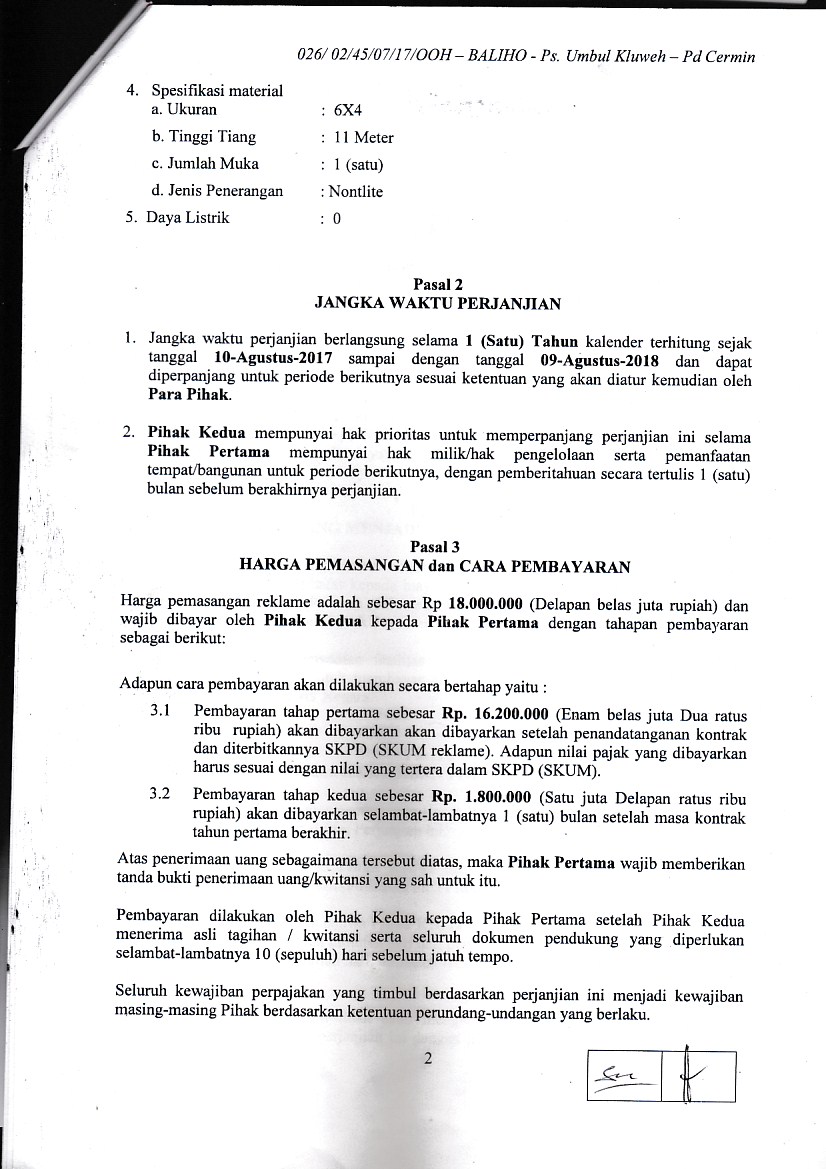 026/ 02/45/07/17/OOH – BALIHO - Ps. Umbul Kluweh – Pd Cermin
4. Spesifikasi material
a. Ukuran : 6X4
b. Tinggi Tiang : 11 Meter
c. Jumlah Muka : 1 (satu)
d. Jenis Penerangan : Nontlite
5. Daya Listrik : 0
Pasal 2
JANGKA WAKTU PERJANJIAN
1. Jangka waktu perjanjian berlangsung selama 1 (Satu) Tahun kalender terhitung sejak
tanggal 10-Agustus-2017 sampai dengan tanggal 09-Agustus-2018 dan dapat
diperpanjang untuk periode berikutnya sesuai ketentuan yang akan diatur kemudian oleh
Para Pihak.
2. Pihak Kedua mempunyai hak prioritas untuk memperpanjang perjanjian ini selama
Pihak Pertama mempunyai hak milik/hak pengelolaan serta pemanfaatan
tempat/bangunan untuk periode berikutnya, dengan pemberitahuan secara tertulis 1 (satu)
bulan sebelum berakhirnya perjanjian.
Pasal 3
HARGA PEMASANGAN dan CARA PEMBAYARAN
Harga pemasangan reklame adalah sebesar Rp 18.000.000 (Delapan belas juta rupiah) dan
wajib dibayar oleh Pihak Kedua kepada Pihak Pertama dengan tahapan pembayaran
sebagai berikut:
Adapun cara pembayaran akan dilakukan secara bertahap yaitu :
3.1 Pembayaran tahap pertama sebesar Rp. 16.200.000 (Enam belas juta Dua ratus
ribu rupiah) akan dibayarkan akan dibayarkan setelah penandatanganan kontrak
dan diterbitkannya SKPD (SKUM reklame). Adapun nilai pajak yang dibayarkan
harus sesuai dengan nilai yang tertera dalam SKPD (SKUM).
3.2 Pembayaran tahap kedua sebesar Rp. 1.800.000 (Satu juta Delapan ratus ribu
rupiah) akan dibayarkan selambat-lambatnya 1 (satu) bulan setelah masa kontrak
tahun pertama berakhir.
Atas penerimaan uang sebagaimana tersebut diatas, maka Pihak Pertama wajib memberikan
tanda bukti penerimaan uang/kwitansi yang sah untuk itu.
Pembayaran dilakukan oleh Pihak Kedua kepada Pihak Pertama setelah Pihak Kedua
menerima asli tagihan / kwitansi serta seluruh dokumen pendukung yang diperlukan
selambat-lambatnya 10 (sepuluh) hari sebelum jatuh tempo.
Seluruh kewajiban perpajakan yang timbul berdasarkan perjanjian ini menjadi kewajiban
masing-masing Pihak berdasarkan ketentuan perundang-undangan yang berlaku.
2